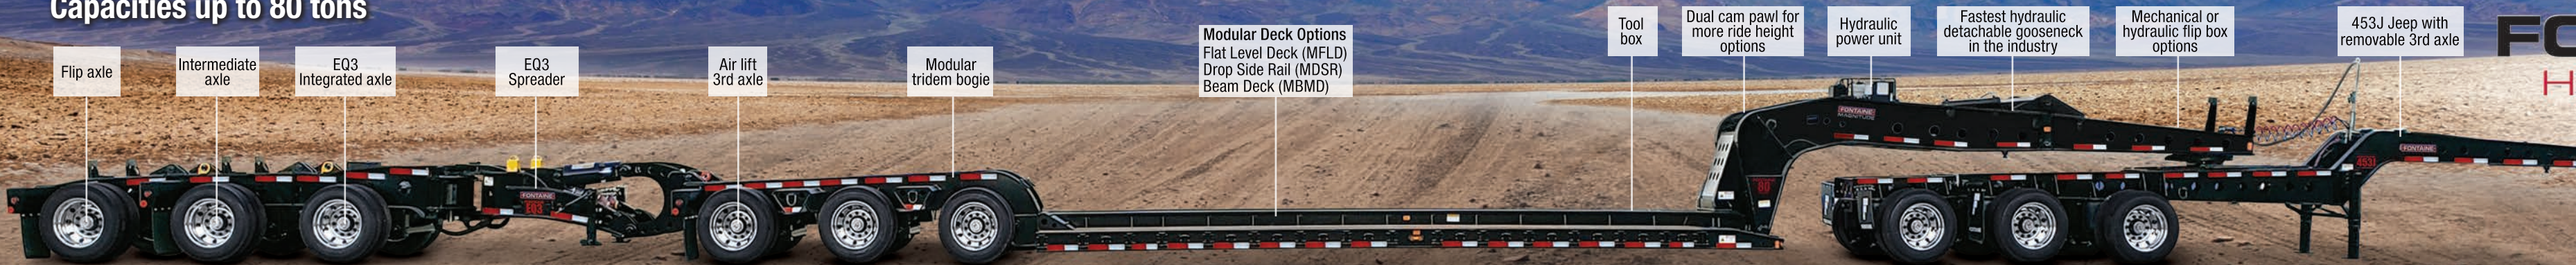 Capacities up to 80 tons
Flip axle
Intermediate
axle
EQ3
Integrated axle
EQ3
Spreader
Air lift
3rd axle
Modular
tridem bogie
Modular Deck Options
Flat Level Deck (MFLD)
Drop Side Rail (MDSR)
Beam Deck (MBMD)
Tool
box
Dual cam pawl for
more ride height
options
Hydraulic
power unit
Fastest hydraulic
detachable gooseneck
in the industry
Mechanical or
hydraulic flip box
options
453J Jeep with
removable 3rd axle
FONTAINE
EQ3
80
FONTAINE
MAGNITUDE
453J
FONTAINE